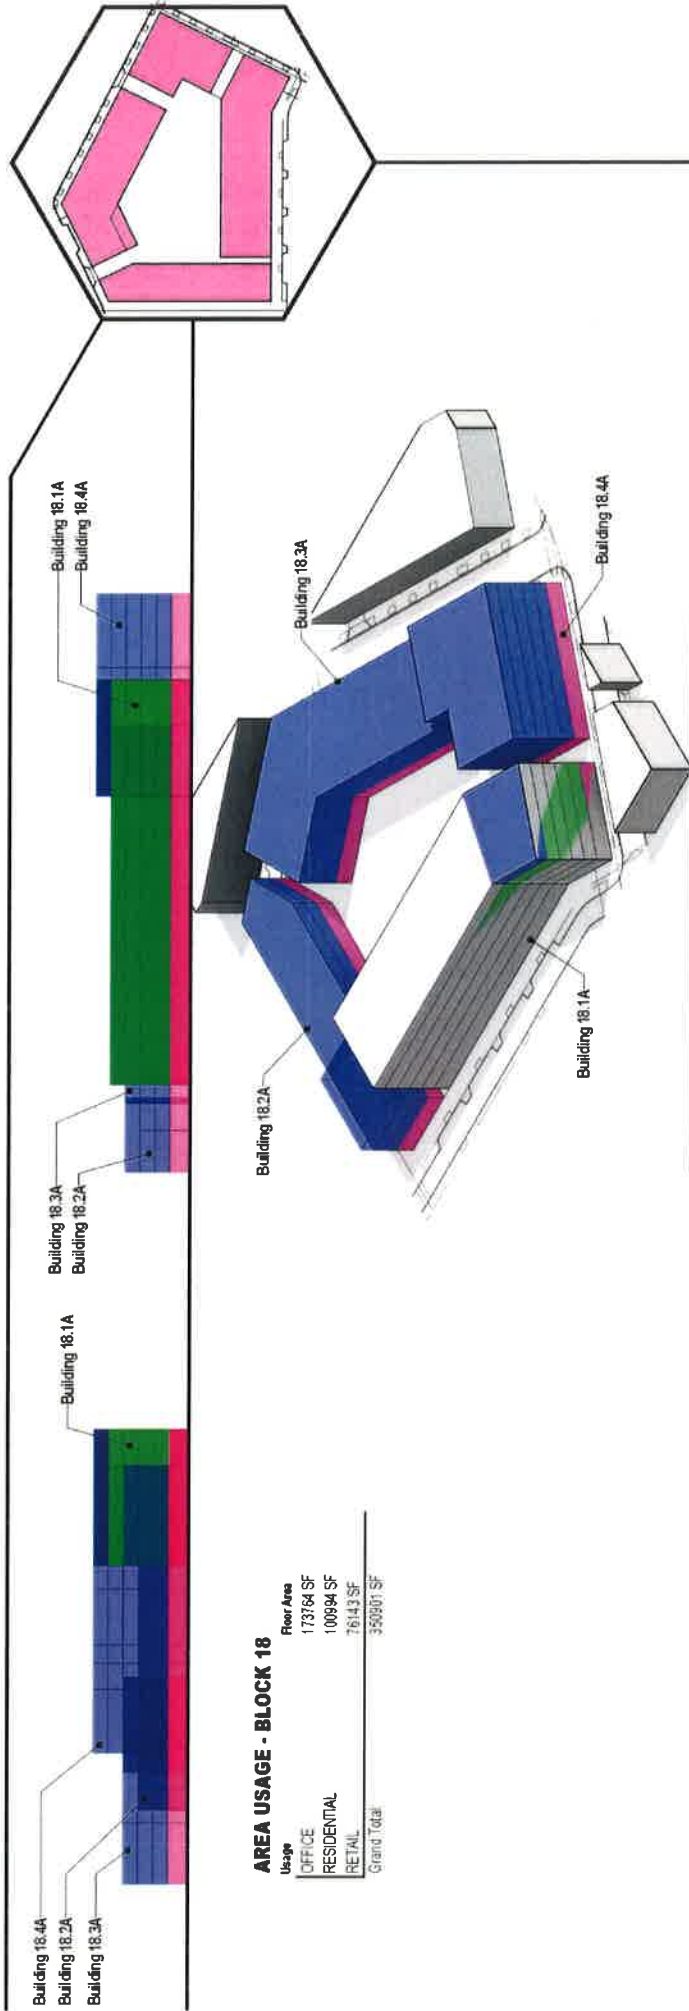 Building 18.4A
Building 18.2A
Building 18.3A
Building 18.1A
Building 18.3A
Building 18.2A
Building 18.1A
Building 18.4A
AREA USAGE - BLOCK 18
Usage Floor Area
OFFICE 173764 SF
RESIDENTIAL 100994 SF
RETAIL 76143 SF
Grand Total 350901 SF
Building 18.2A
Building 18.3A
Building 18.1A
Building 18.4A